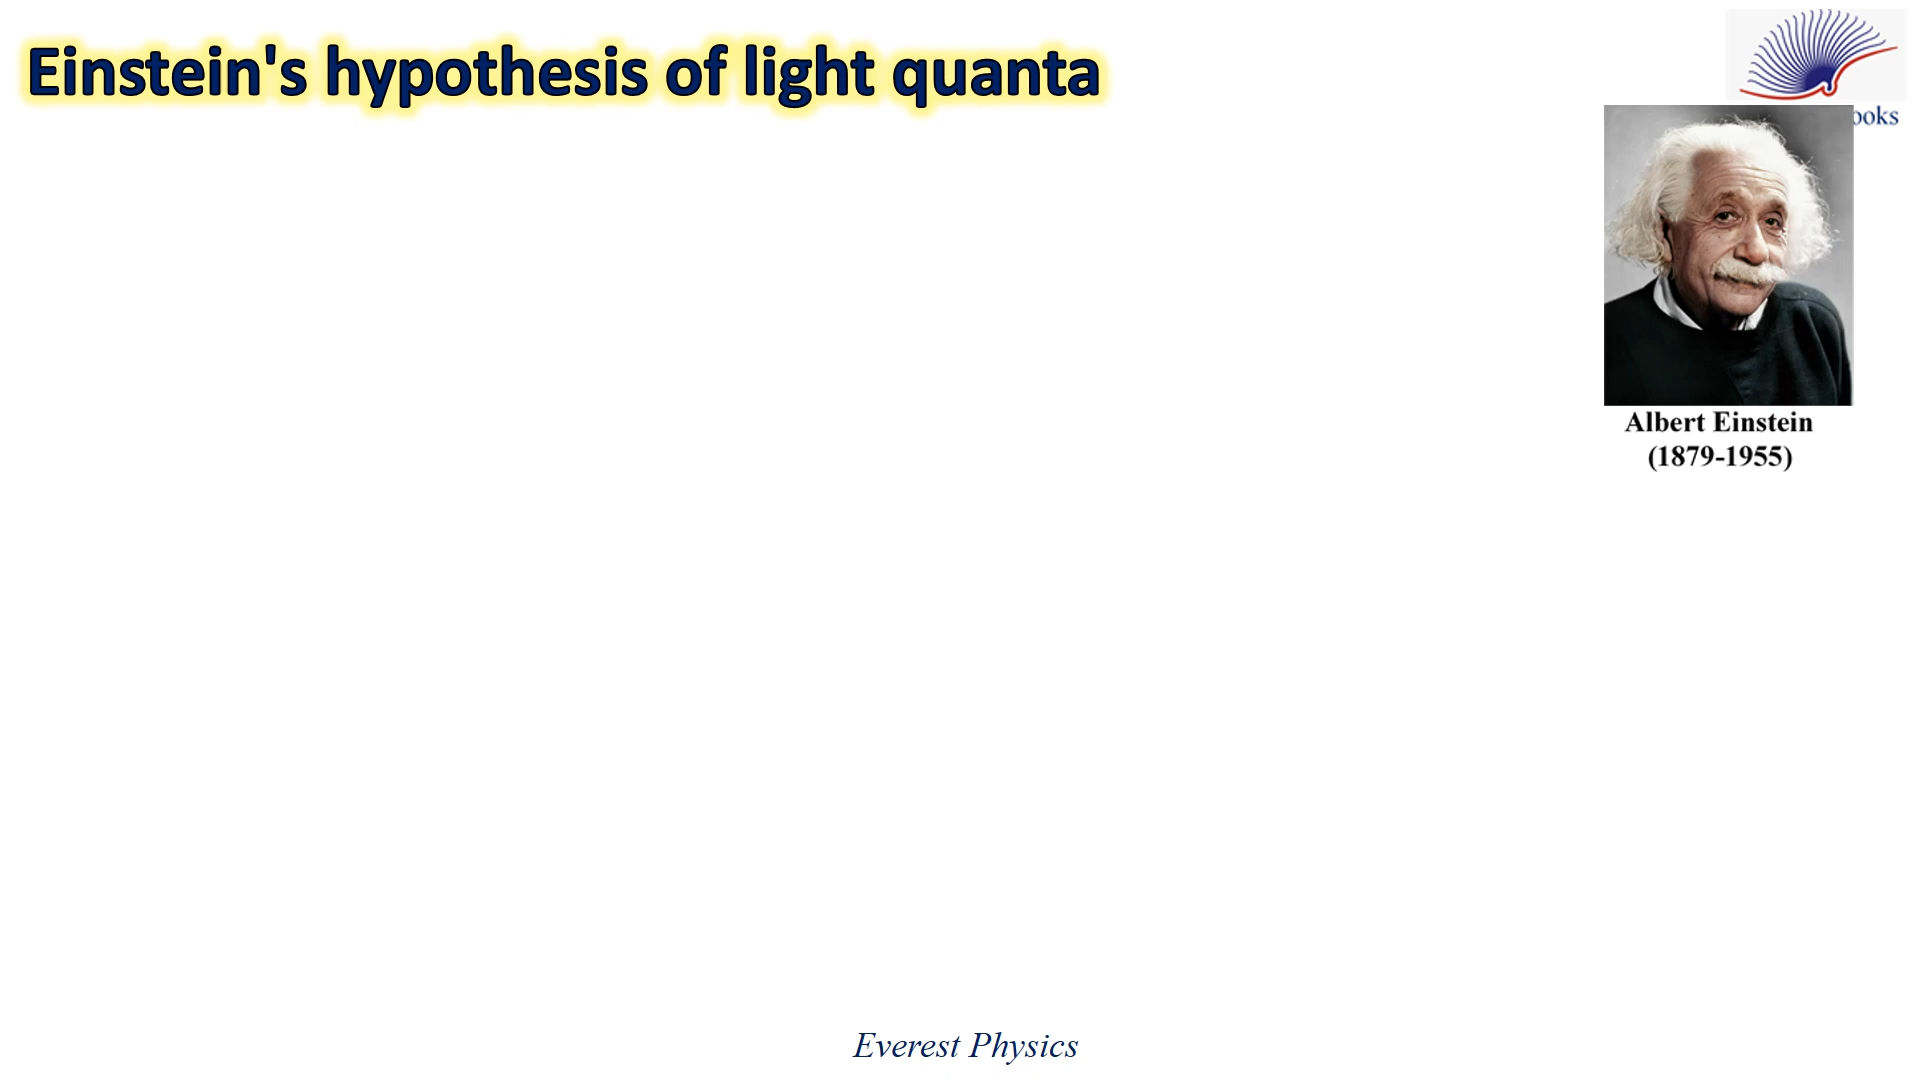 Einstein's hypothesis of light quanta
Albert Einstein
(1879-1955)
Everest Physics